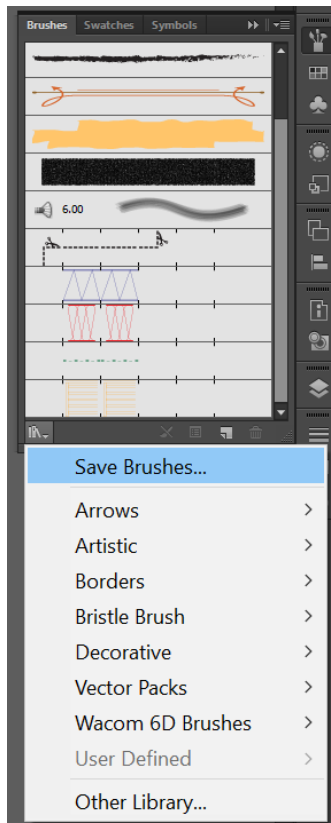 Brushes Swatches Symbols
6.00
Save Brushes...
Arrows
Artistic
Borders
Bristle Brush
Decorative
Vector Packs
Wacom 6D Brushes
User Defined
Other Library...